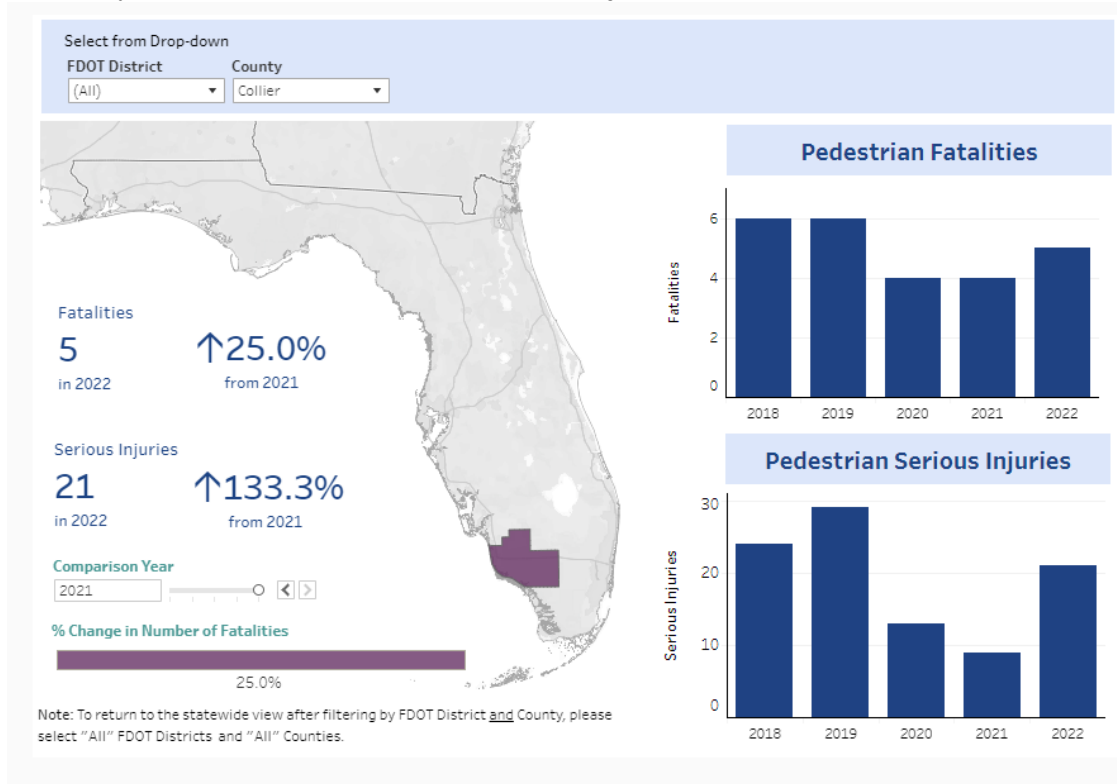 Select from Drop-down
FDOT District County
(All) Collier
Pedestrian Fatalities
Fatalities
6
4
2
0
2018 2019 2020 2021 2022
Fatalities
5 ↑25.0%
in 2022 from 2021
Serious Injuries
21 ↑133.3%
in 2022 from 2021
Pedestrian Serious Injuries
Serious Injuries
30
20
10
0
2018 2019 2020 2021 2022
Comparison Year
2021
% Change in Number of Fatalities
25.0%
Note: To return to the statewide view after filtering by FDOT District and County, please
select "All" FDOT Districts and "All" Counties.